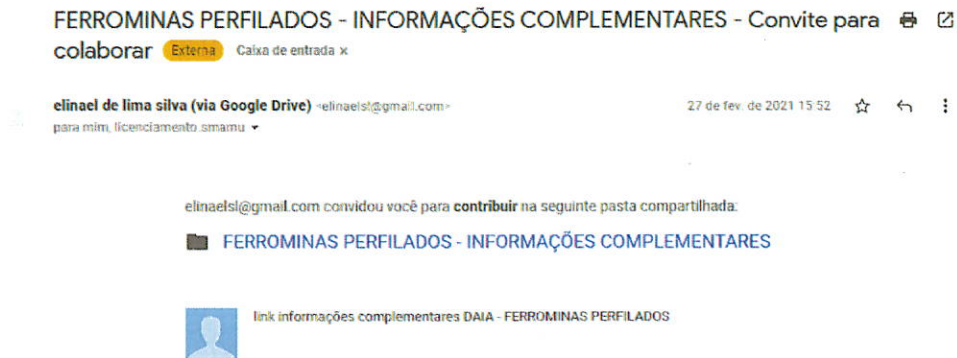 FERROMINAS PERFILADOS - INFORMAÇÕES COMPLEMENTARES - Convite para
colaborar Externa Caixa de entrada x
elinael de lima silva (via Google Drive) <elinaelsl@gmail.com> 27 de fev. de 2021 15:52
para mim, licenciamento.smamu
elinaelsl@gmail.com convidou você para contribuir na seguinte pasta compartilhada:
FERROMINAS PERFILADOS - INFORMAÇÕES COMPLEMENTARES
link informações complementares DAIA - FERROMINAS PERFILADOS